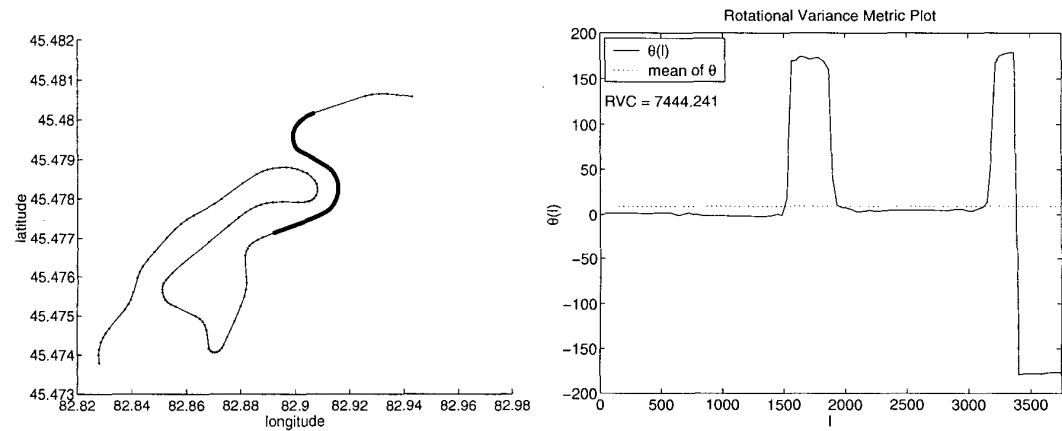 45.482
45.481
45.48
45.479
45.478
45.477
45.476
45.475
45.474
45.473
latitude
82.82 82.84 82.86 82.88 82.9 82.92 82.94 82.96 82.98
longitude
Rotational Variance Metric Plot
200
150
100
50
0
−50
−100
−150
−200
θ(l)
θ(l)
mean of θ
RVC = 7444.241
0 500 1000 1500 2000 2500 3000 3500
l